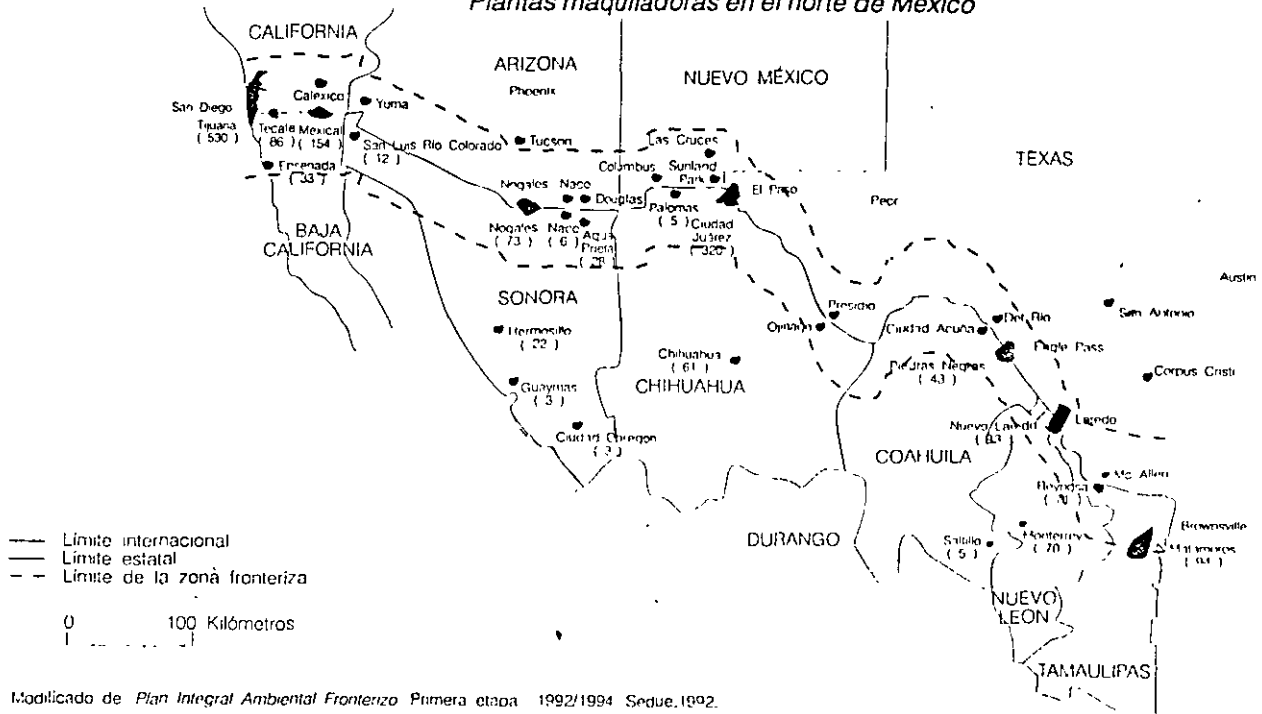 Plantas maquiladoras en el norte de México
CALIFORNIA
ARIZONA
NUEVO MÉXICO
TEXAS
Phoenix
Calexico
Yuma
San Diego
Tijuana
( 530)
Tecate
86 )
Mexicali
( 154 )
San Luis Río Colorado
( 12 )
Ensenada
( 33 )
Tucson
Las Cruces
Columbus
Sunland
Park
El Paso
Nogales
Naco
Douglas
Palomas
( 5 )
Ciudad
Juárez
( 320)
Nogales
( 73 )
Naco
( 6 )
Agua
Prieta
( 28
BAJA
CALIFORNIA
SONORA
Hermosillo
( 22 )
Guaymas
( 3 )
Ciudad Obregon
( 3 )
Chihuahua
( 61 )
CHIHUAHUA
Presidio
Ojinaga
Ciudad Acuña
Del Rio
Eagle Pass
Piedras Negras
( 43 )
Austin
San Antonio
Corpus Cristi
Nuevo Laredo
Laredo
COAHUILA
Mc Allen
Reynosa
DURANGO
Saltillo
( 5 )
Monterrey
( 70 )
Brownsville
Matamoros
NUEVO
LEON
TAMAULIPAS
Límite internacional
Límite estatal
Límite de la zona fronteriza
0 100 Kilómetros
Modificado de Plan Integral Ambiental Fronterizo Primera etapa 1992/1994 Sedue, 1992.